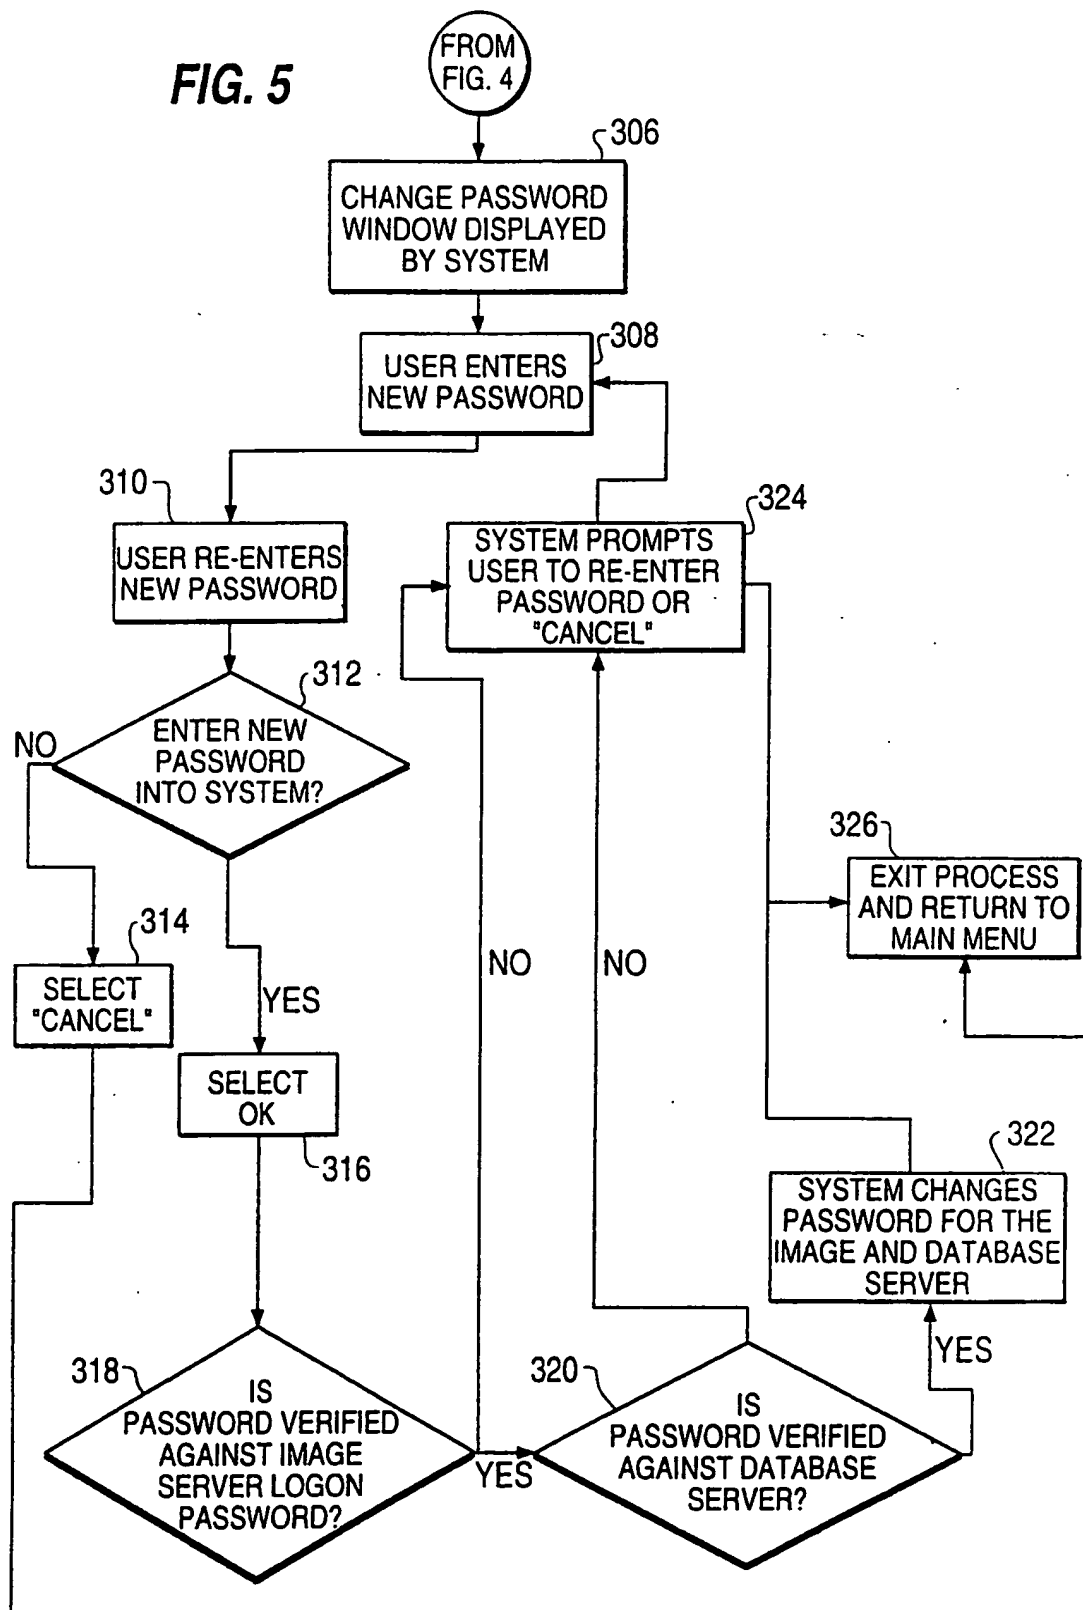 FROM
FIG. 4
FIG. 5
306
CHANGE PASSWORD
WINDOW DISPLAYED
BY SYSTEM
308
USER ENTERS
NEW PASSWORD
310
USER RE-ENTERS
NEW PASSWORD
324
SYSTEM PROMPTS
USER TO RE-ENTER
PASSWORD OR
"CANCEL"
312
ENTER NEW
PASSWORD
INTO SYSTEM?
NO
YES
314
SELECT
"CANCEL"
SELECT
OK
316
NO
NO
326
EXIT PROCESS
AND RETURN TO
MAIN MENU
322
SYSTEM CHANGES
PASSWORD FOR THE
IMAGE AND DATABASE
SERVER
318
IS
PASSWORD VERIFIED
AGAINST IMAGE
SERVER LOGON
PASSWORD?
YES
320
IS
PASSWORD VERIFIED
AGAINST DATABASE
SERVER?
YES